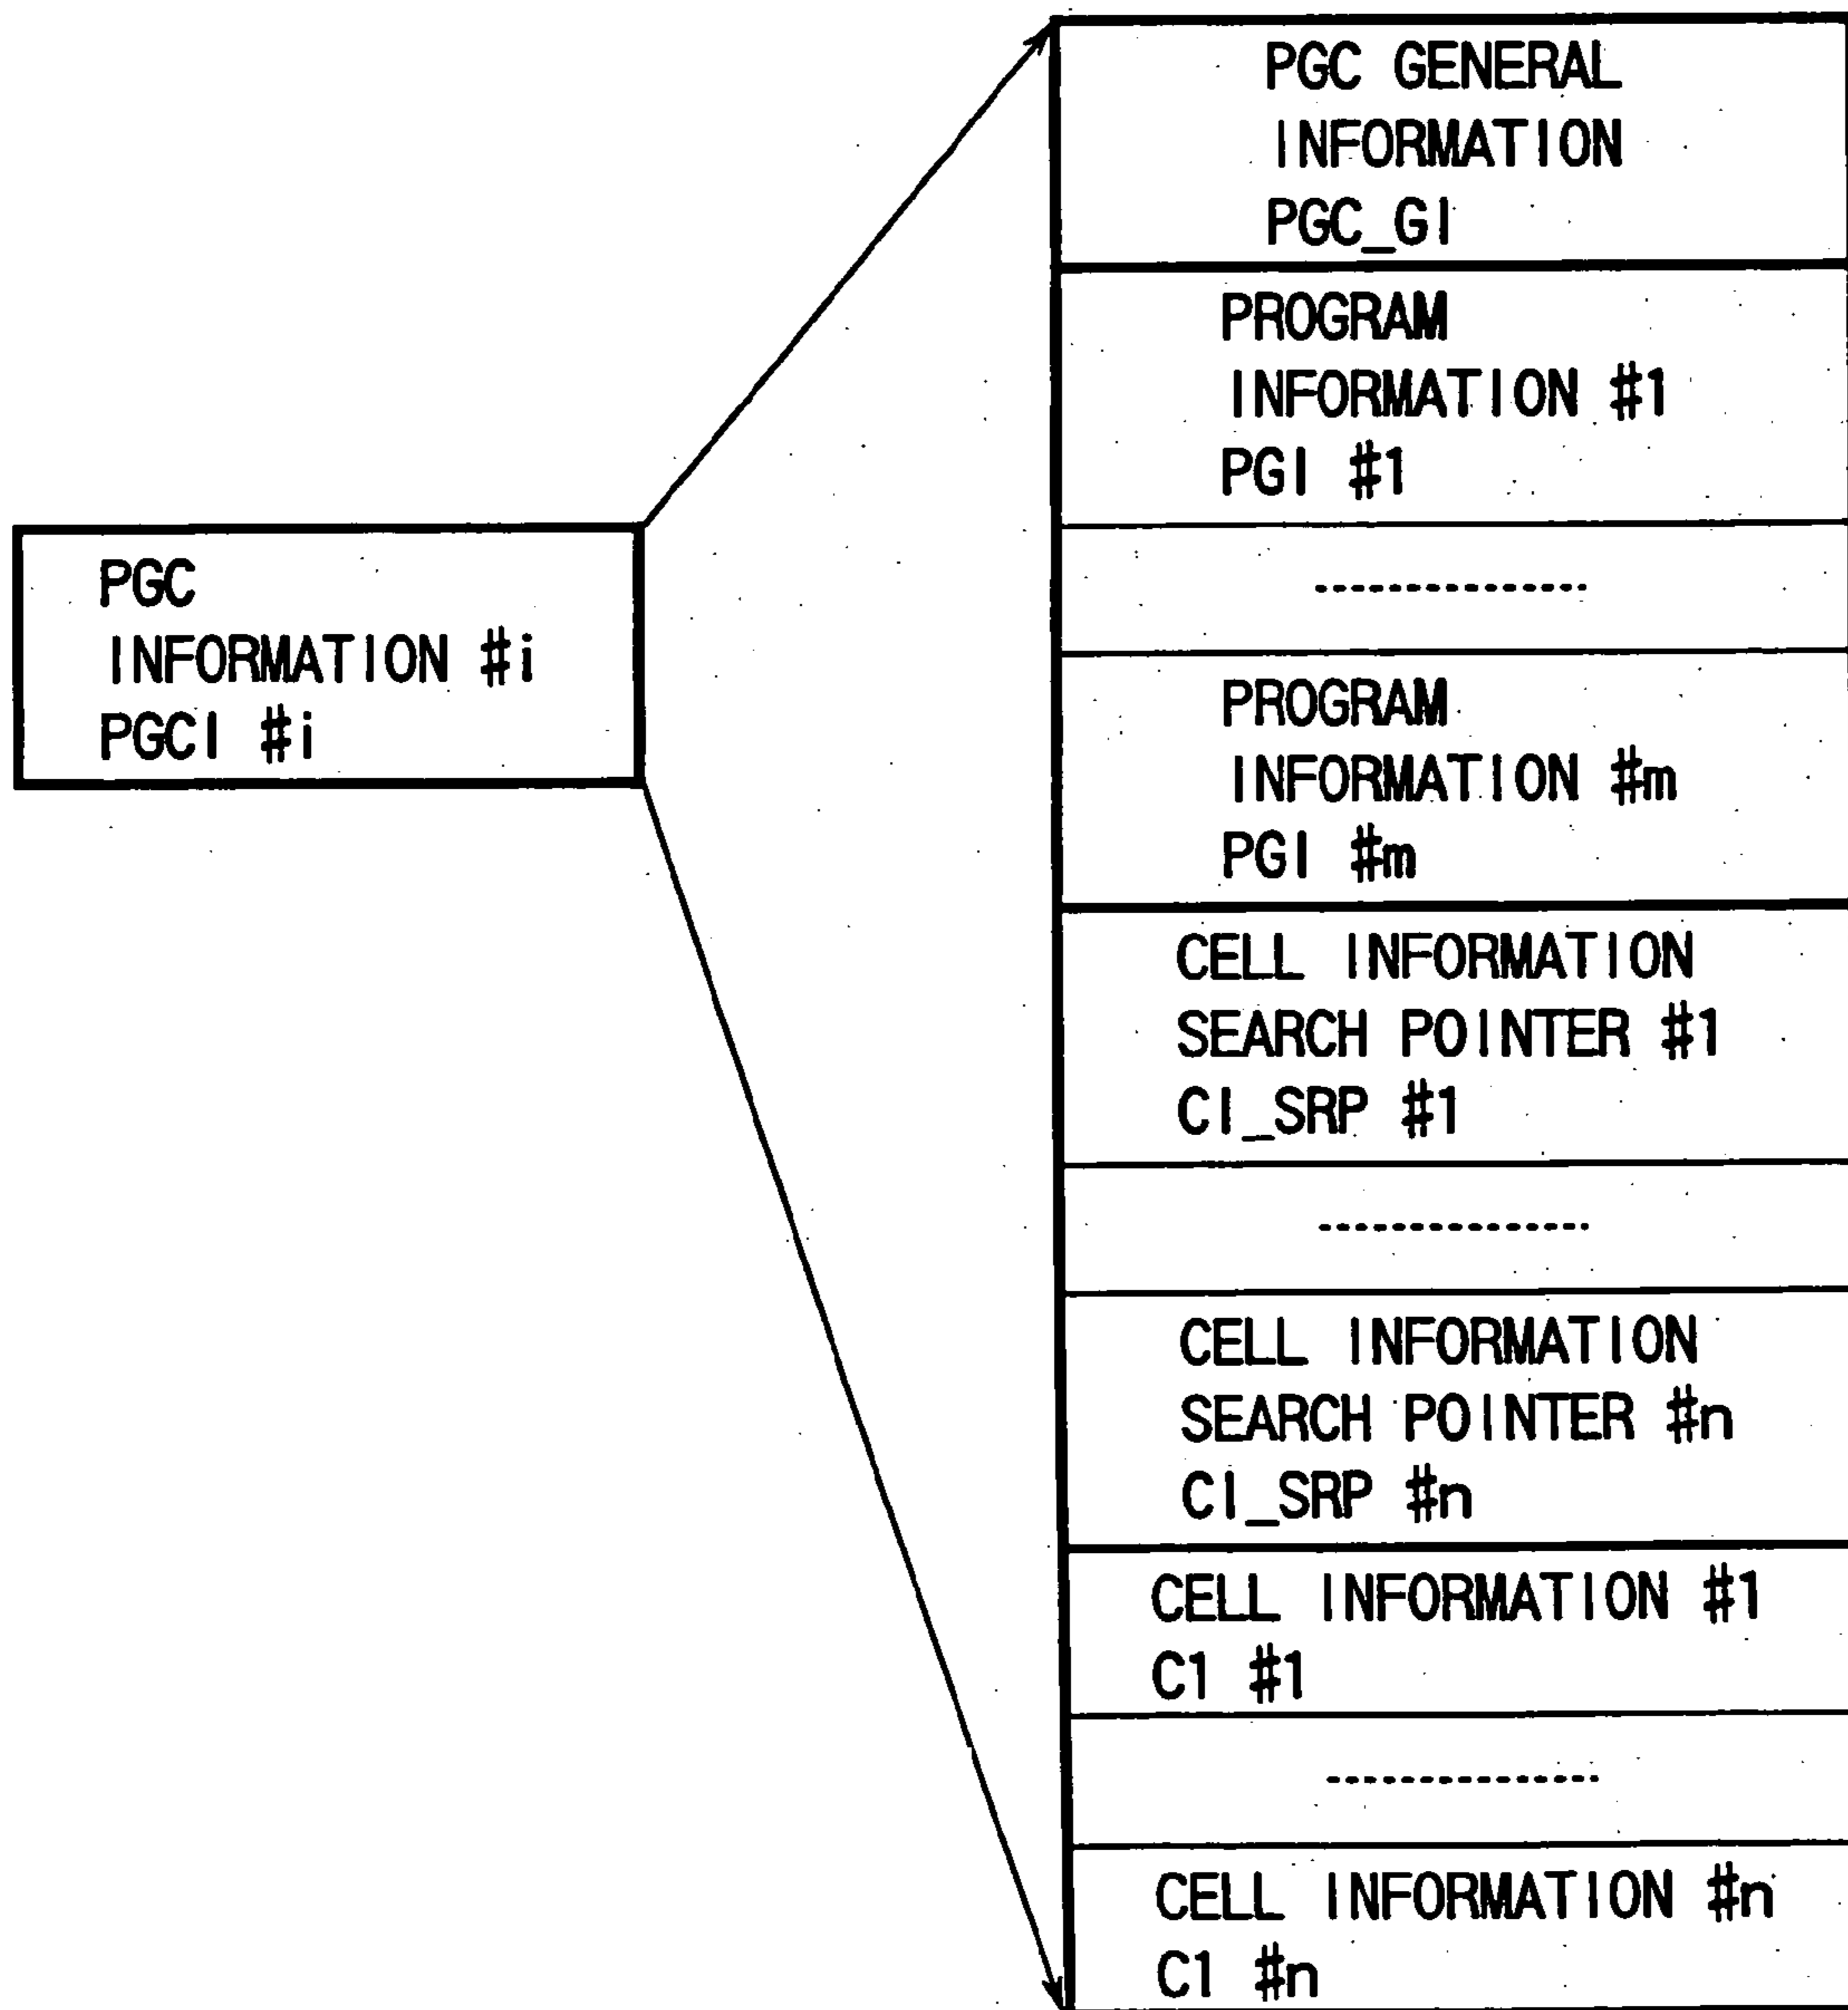 PGC
INFORMATION #i
PGCI #i
PGC GENERAL
INFORMATION
PGC_GI
PROGRAM
INFORMATION #1
PGI #1
PROGRAM
INFORMATION #m
PGI #m
CELL INFORMATION
SEARCH POINTER #1
CI_SRP #1
CELL INFORMATION
SEARCH POINTER #n
CI_SRP #n
CELL INFORMATION #1
C1 #1
CELL INFORMATION #n
C1 #n